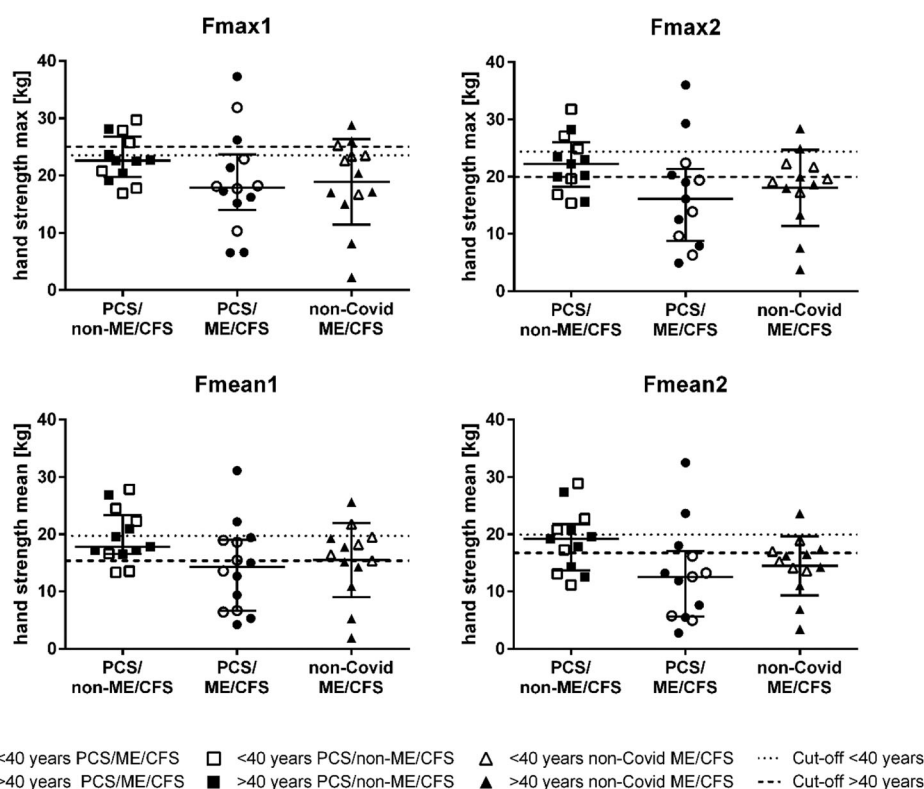 Fmax1
Fmax2
hand strength max [kg]
40
30
20
10
0
PCS/
non-ME/CFS
PCS/
ME/CFS
non-Covid
ME/CFS
hand strength max [kg]
40
30
20
10
0
PCS/
non-ME/CFS
PCS/
ME/CFS
non-Covid
ME/CFS
Fmean1
Fmean2
hand strength mean [kg]
40
30
20
10
0
PCS/
non-ME/CFS
PCS/
ME/CFS
non-Covid
ME/CFS
hand strength mean [kg]
40
30
20
10
0
PCS/
non-ME/CFS
PCS/
ME/CFS
non-Covid
ME/CFS
<40 years PCS/ME/CFS <40 years PCS/non-ME/CFS <40 years non-Covid ME/CFS Cut-off <40 years
>40 years PCS/ME/CFS >40 years PCS/non-ME/CFS >40 years non-Covid ME/CFS Cut-off >40 years